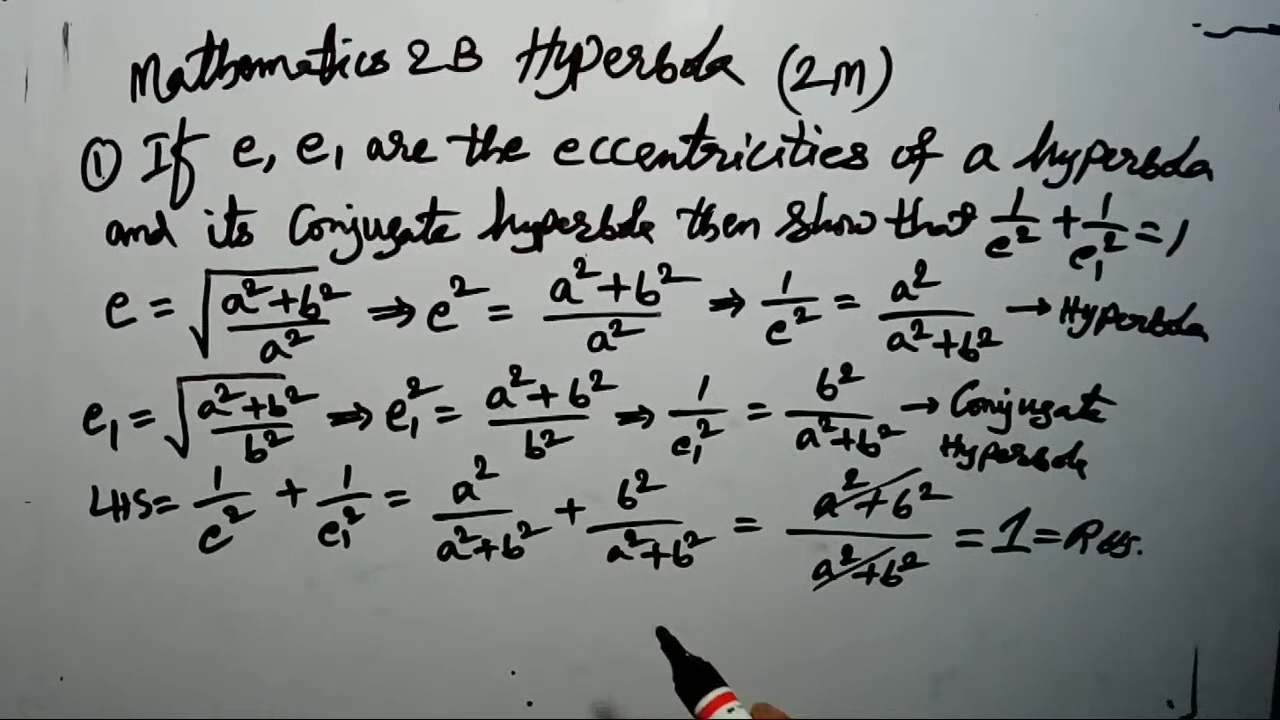 Mathematics 2B Hyperbola (2M)
① If e, e₁ are the eccentricities of a hyperbola
and its Conjugate hyperbola then show that 1/e² + 1/e₁² = 1
e = √((a²+b²)/a²) ⇒ e² = (a²+b²)/a² ⇒ 1/e² = a²/(a²+b²) → Hyperbola
e₁ = √((a²+b²)/b²) ⇒ e₁² = (a²+b²)/b² ⇒ 1/e₁² = b²/(a²+b²) → Conjugate Hyperbola
LHS = 1/e² + 1/e₁² = a²/(a²+b²) + b²/(a²+b²) = (a²+b²)/(a²+b²) = 1 = RHS.